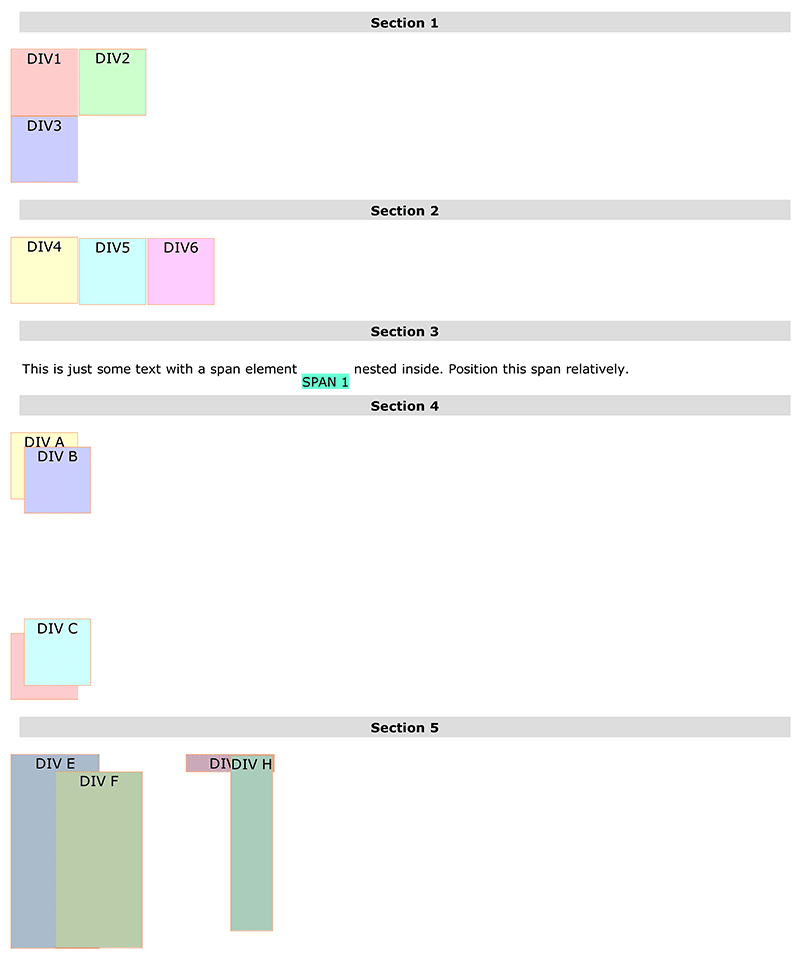 Section 1
DIV1 DIV2
DIV3
Section 2
DIV4 DIV5 DIV6
Section 3
This is just some text with a span element nested inside. Position this span relatively.
SPAN 1
Section 4
DIV A
DIV B
DIV C
Section 5
DIV E DIV H
DIV F